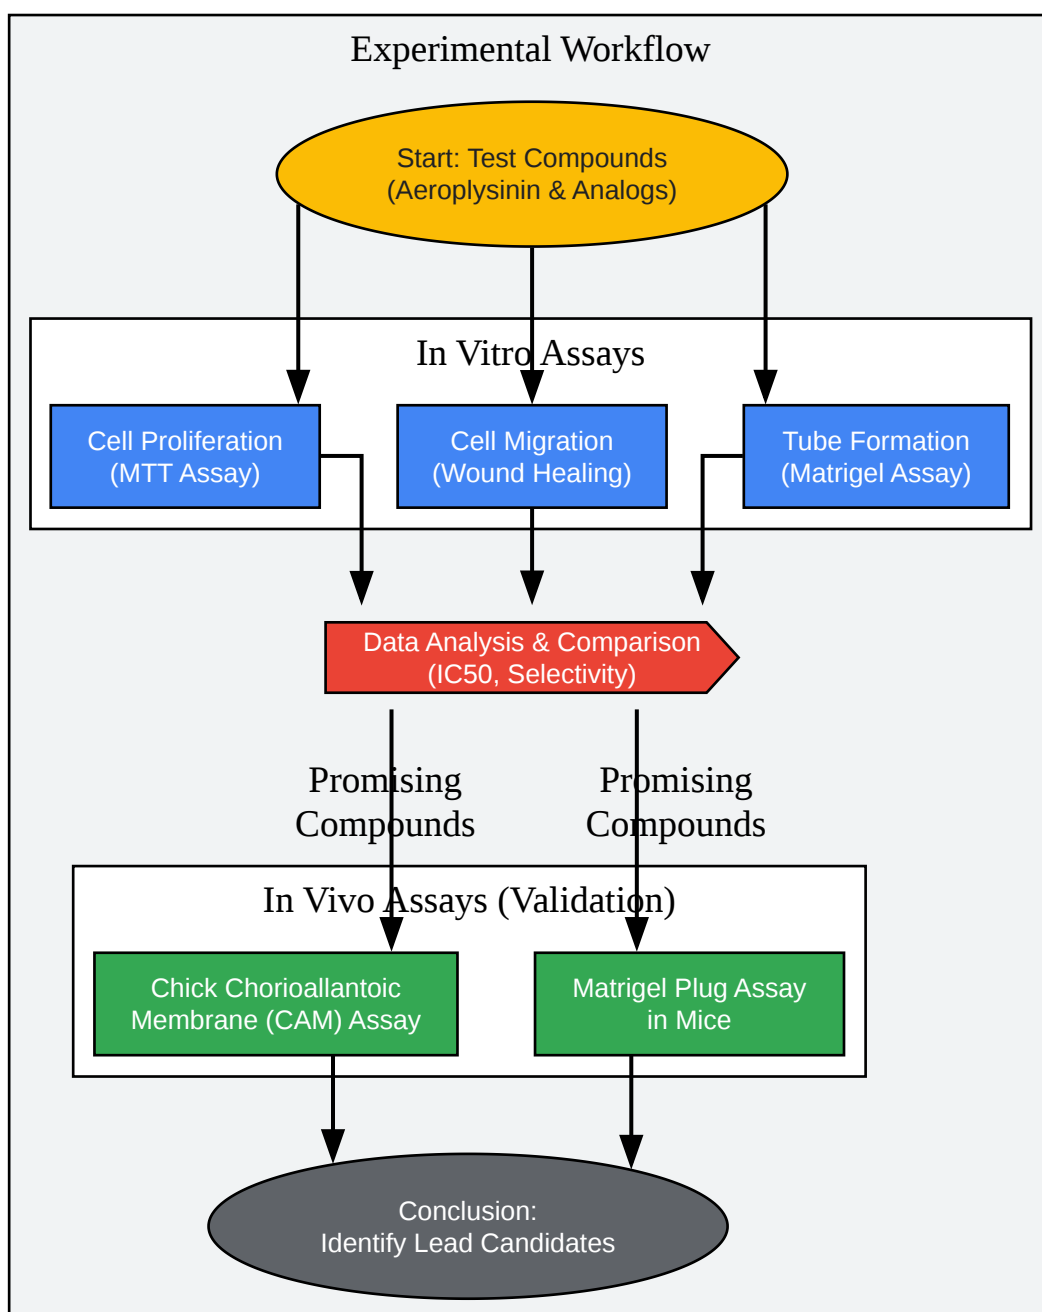 Experimental Workflow
Start: Test Compounds
(Aeroplysinin & Analogs)
In Vitro Assays
Cell Proliferation
(MTT Assay)
Cell Migration
(Wound Healing)
Tube Formation
(Matrigel Assay)
Data Analysis & Comparison
(IC50, Selectivity)
Promising
Compounds
Promising
Compounds
In Vivo Assays (Validation)
Chick Chorioallantoic
Membrane (CAM) Assay
Matrigel Plug Assay
in Mice
Conclusion:
Identify Lead Candidates